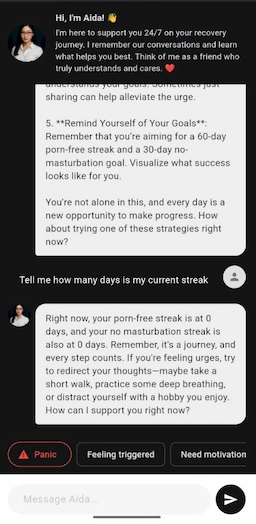 Hi, I'm Aida! 👋
I'm here to support you 24/7 on your recovery
journey. I remember our conversations and learn
what helps you best. Think of me as a friend who
truly understands and cares. ❤️
understands your goals. Sometimes just
sharing can help alleviate the urge.
5. **Remind Yourself of Your Goals**:
Remember that you're aiming for a 60-day
porn-free streak and a 30-day no-
masturbation goal. Visualize what success
looks like for you.
You're not alone in this, and every day is a
new opportunity to make progress. How
about trying one of these strategies right
now?
Tell me how many days is my current streak
Right now, your porn-free streak is at 0
days, and your no masturbation streak is
also at 0 days. Remember, it's a journey, and
every step counts. If you're feeling urges, try
to redirect your thoughts—maybe take a
short walk, practice some deep breathing,
or distract yourself with a hobby you enjoy.
How can I support you right now?
Panic
Feeling triggered
Need motivation
Message Aida...